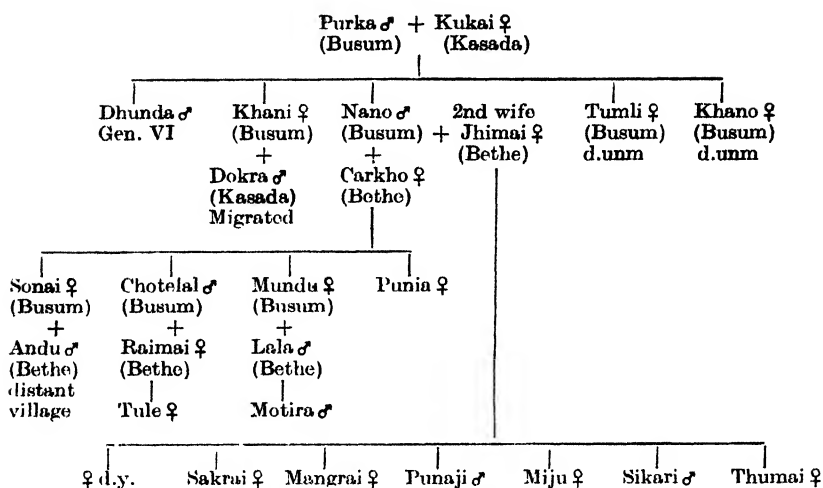 Purka ♂ + Kukai ♀
(Busum) (Kasada)
Dhunda ♂ Khani ♀ Nano ♂ 2nd wife Tumli ♀ Khano ♀
Gen. VI (Busum) (Busum) + Jhimai ♀ (Busum) (Busum)
+ + (Bethe) d.unm d.unm
Dokra ♂ Carkho ♀
(Kasada) (Bethe)
Migrated
Sonai ♀ Chotelal ♂ Mundu ♀ Punia ♀
(Busum) (Busum) (Busum)
+ + +
Andu ♂ Raimai ♀ Lala ♂
(Bethe) (Bethe) (Bethe)
distant
village Tule ♀ Motira ♂
♀ d.y. Sakrai ♀ Mangrai ♀ Punaji ♂ Miju ♀ Sikari ♂ Thumai ♀